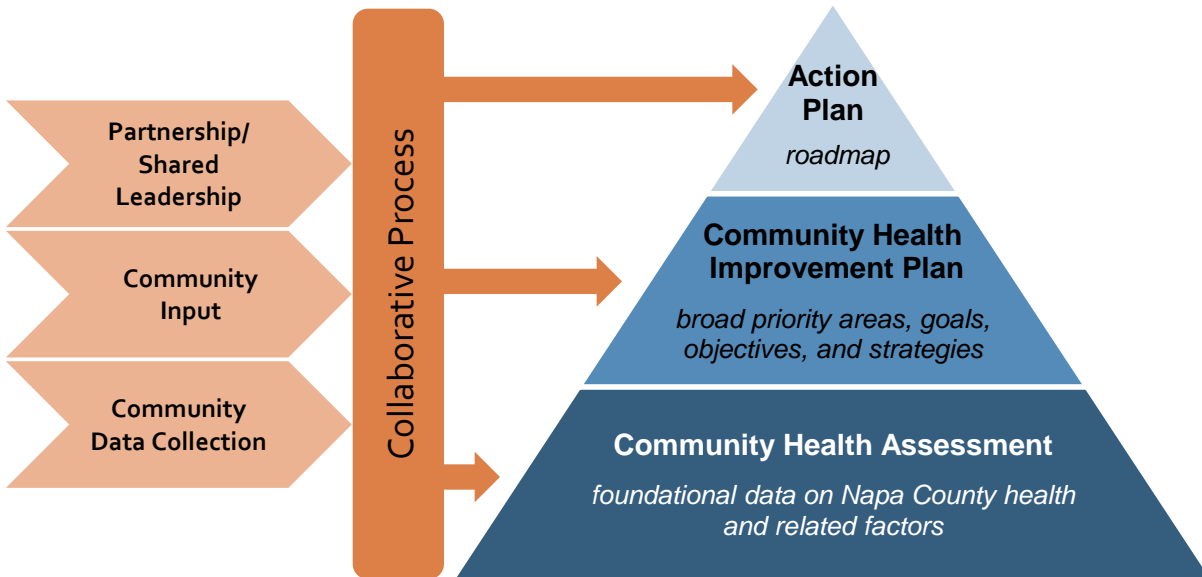 Partnership/
Shared
Leadership
Community
Input
Community
Data Collection
Collaborative Process
Action
Plan
roadmap
Community Health
Improvement Plan
broad priority areas, goals,
objectives, and strategies
Community Health Assessment
foundational data on Napa County health
and related factors